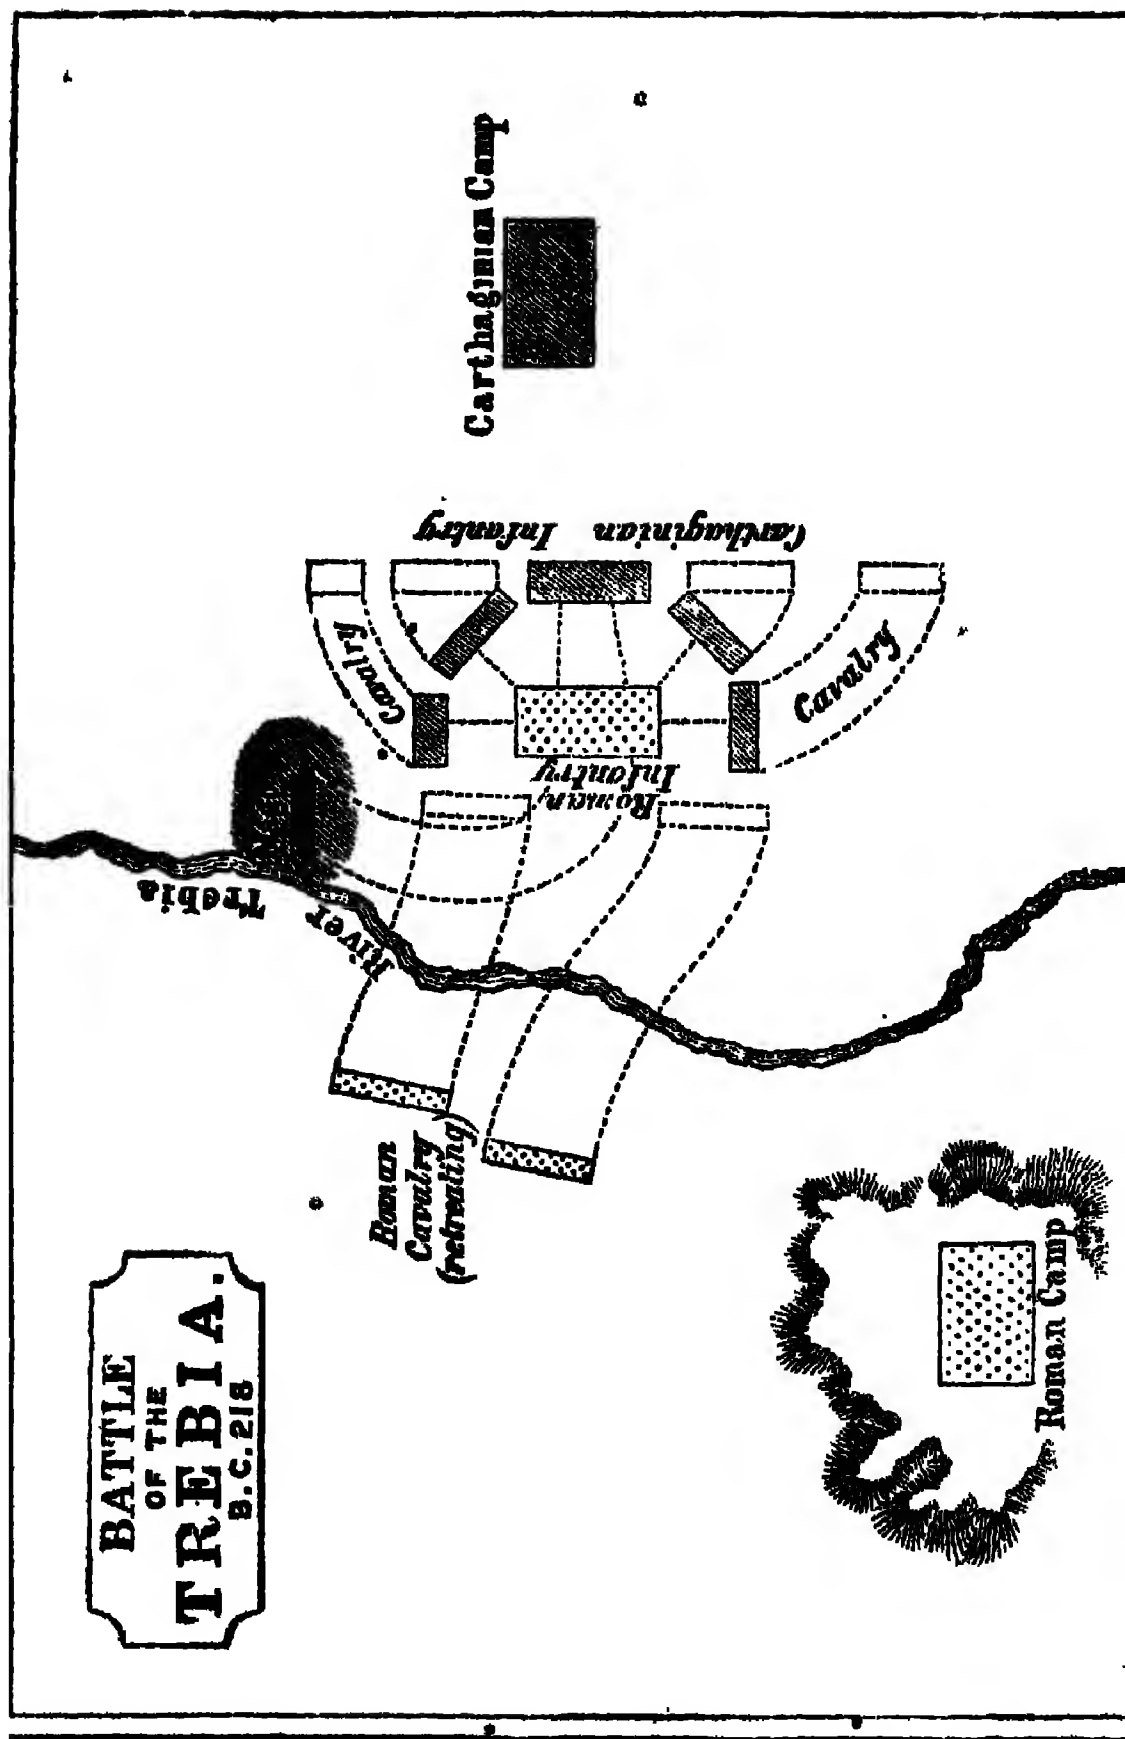 BATTLE
OF THE
TREBIA.
B.C. 218
Carthaginian Camp
Carthaginian Infantry
Cavalry
Cavalry
Roman
Infantry
River Trebia
Roman
Cavalry
(retreating)
Roman Camp